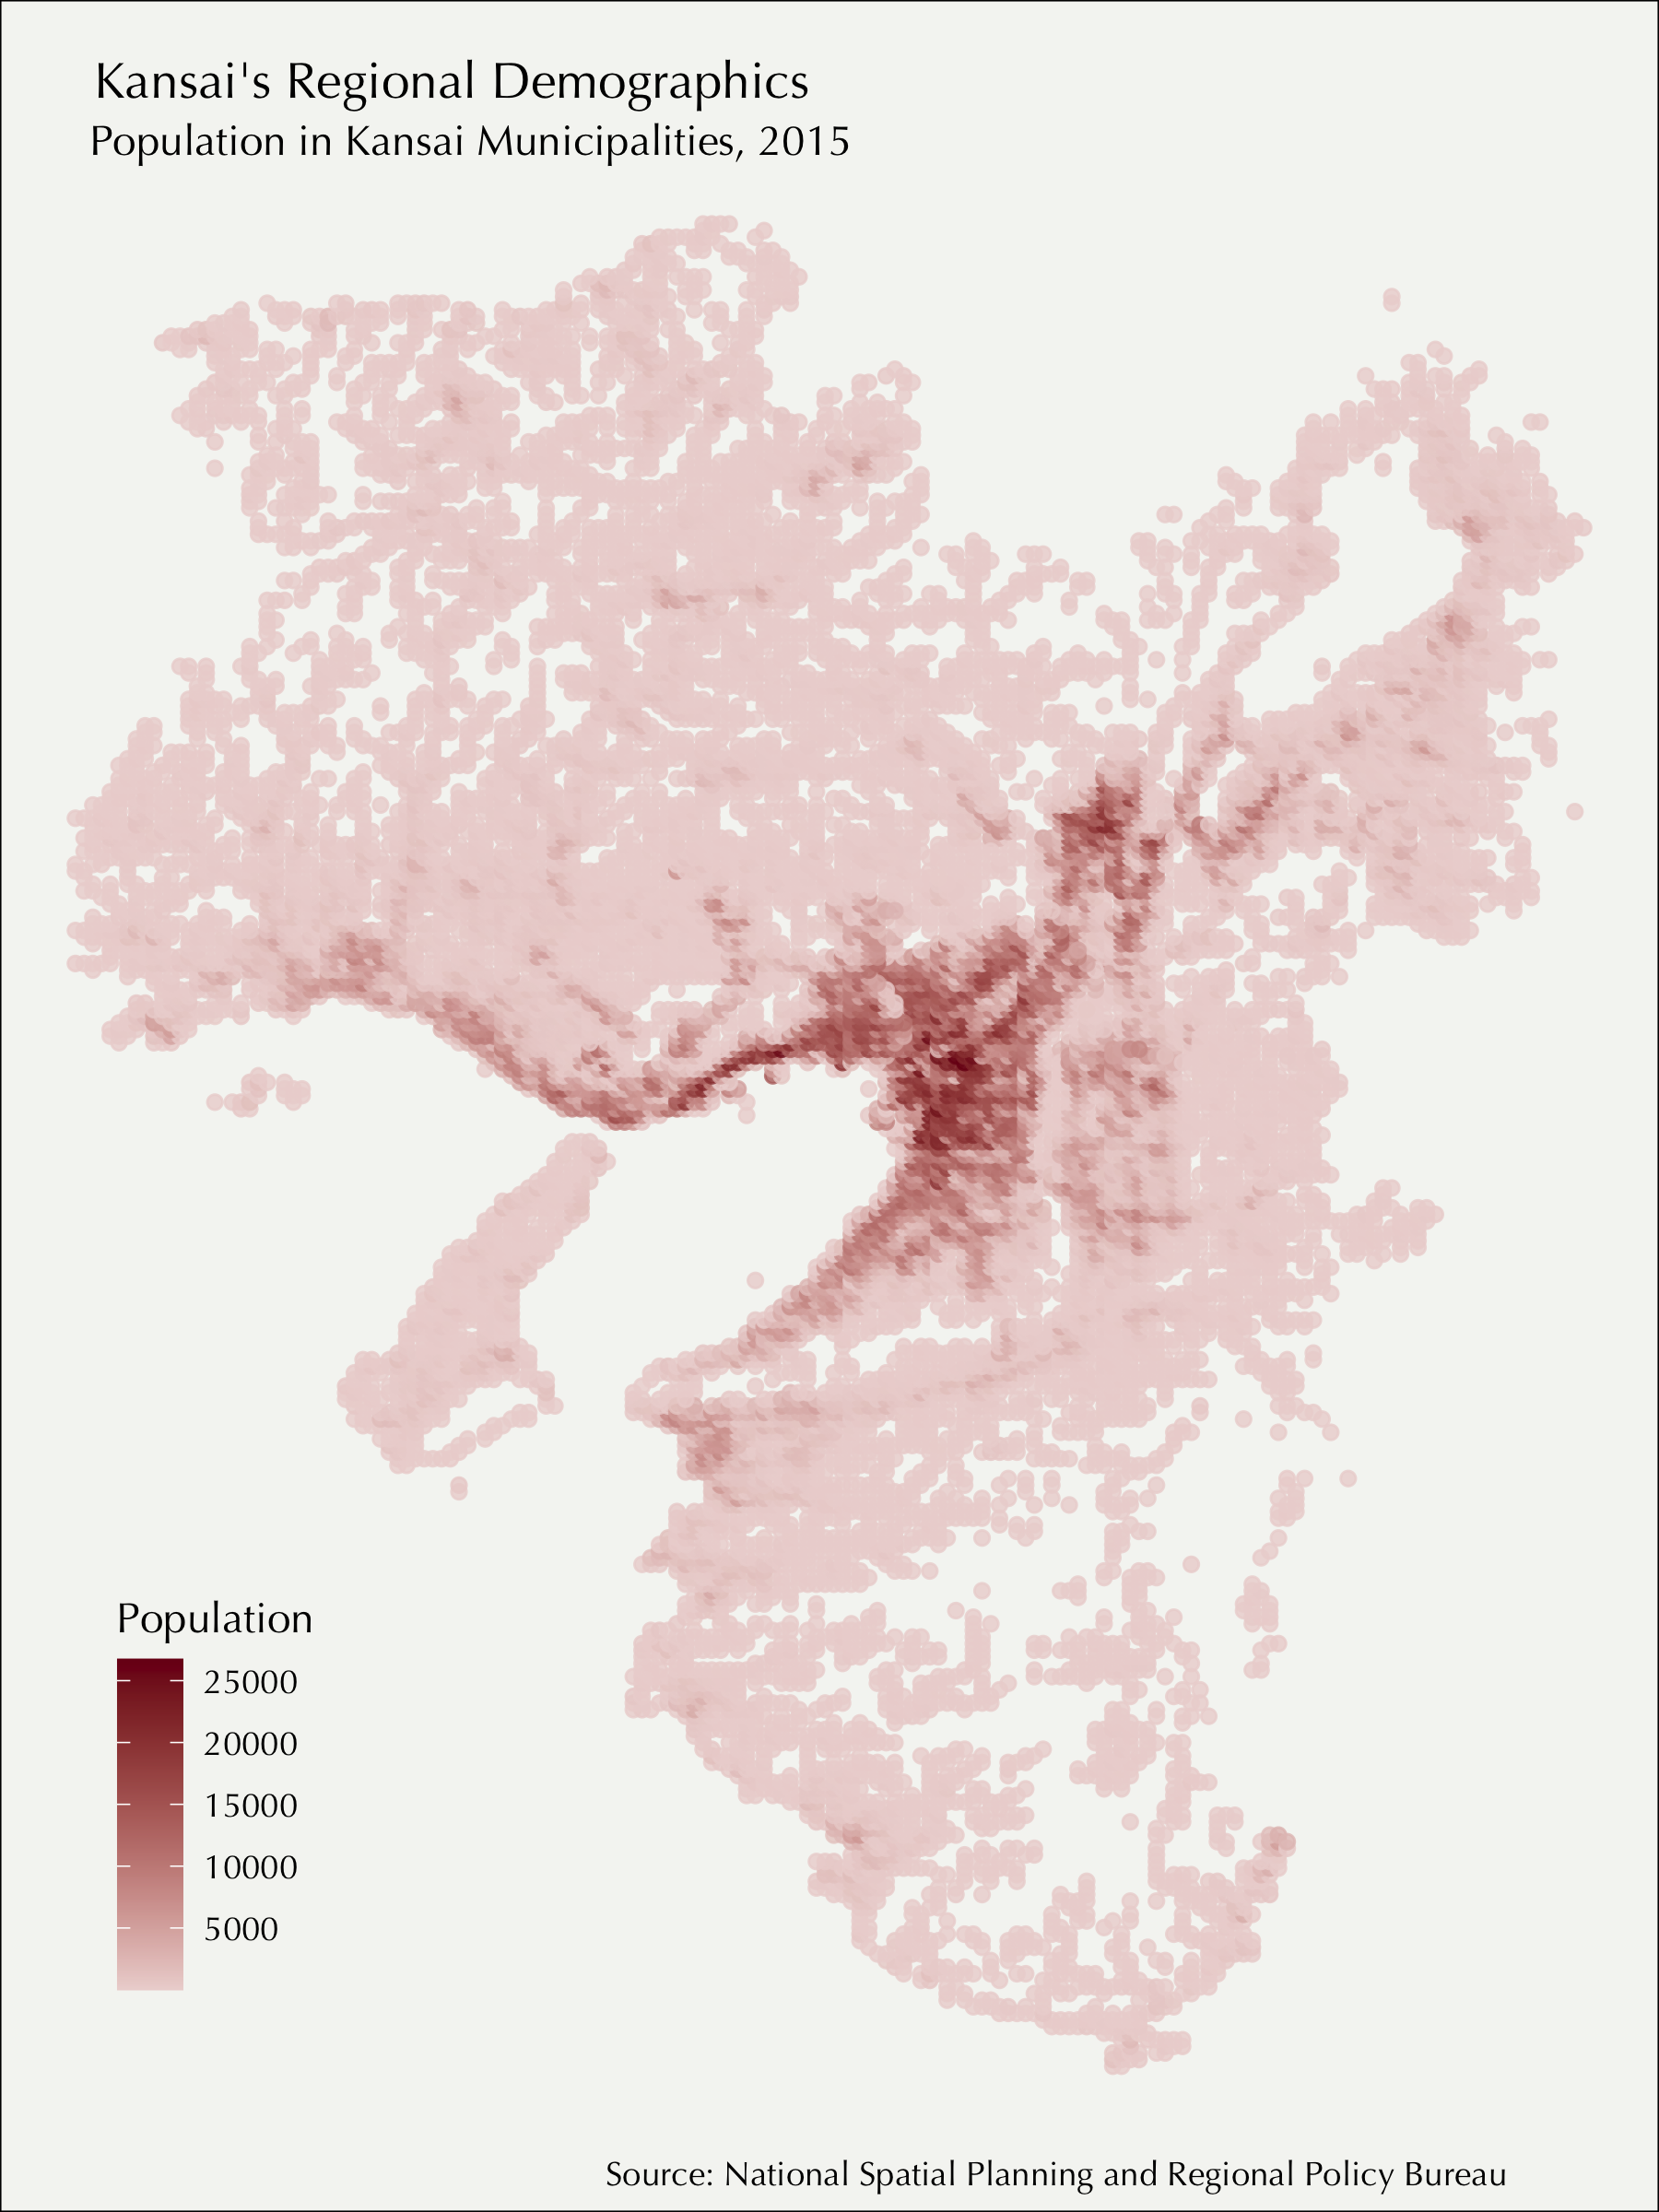 Kansai's Regional Demographics
Population in Kansai Municipalities, 2015
Population
25000
20000
15000
10000
5000
Source: National Spatial Planning and Regional Policy Bureau